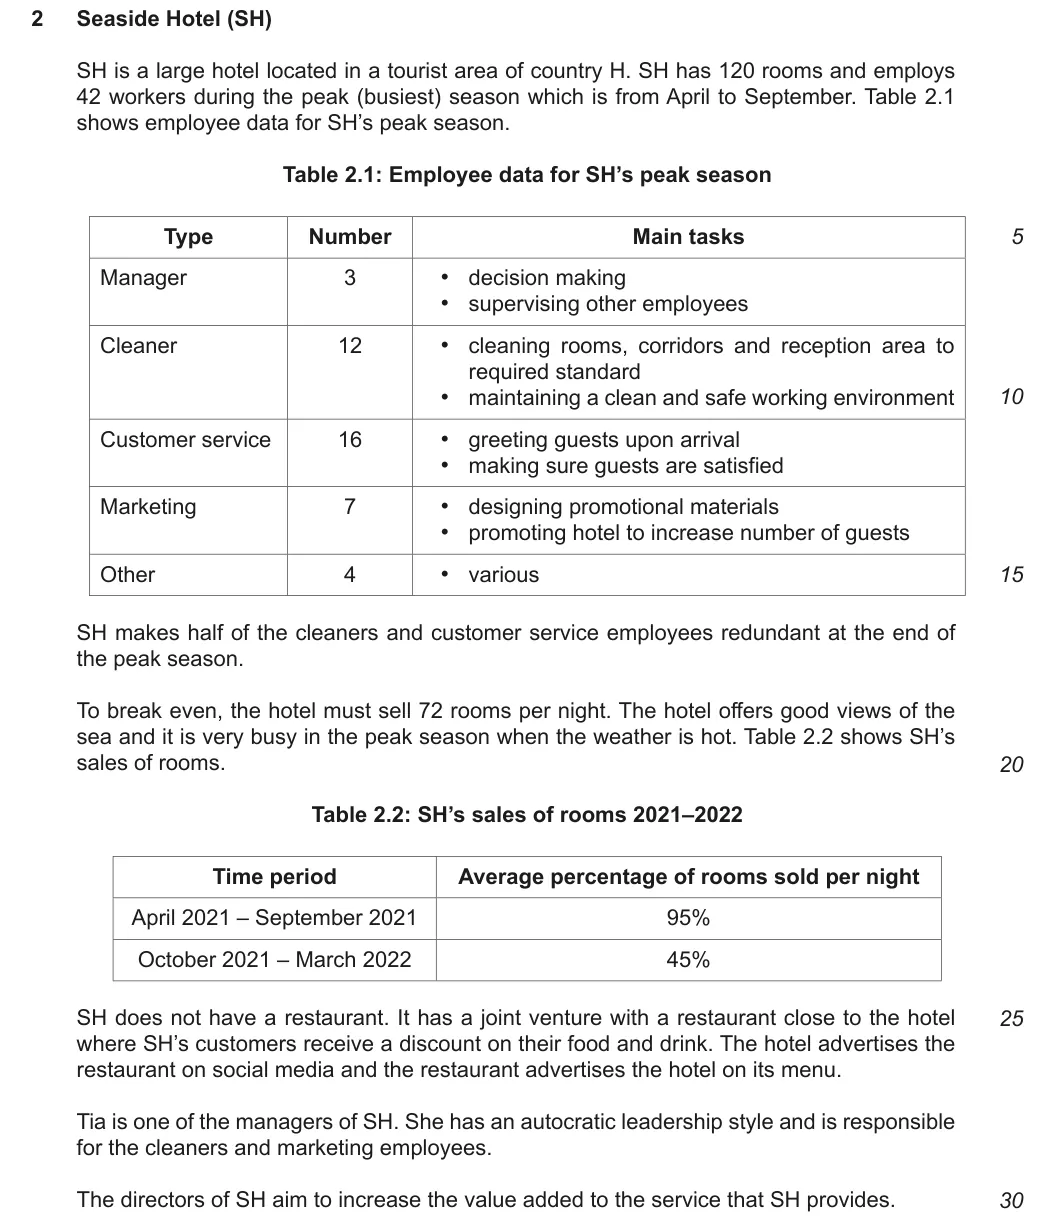 2 Seaside Hotel (SH)
SH is a large hotel located in a tourist area of country H. SH has 120 rooms and employs
42 workers during the peak (busiest) season which is from April to September. Table 2.1
shows employee data for SH’s peak season.
Table 2.1: Employee data for SH’s peak season
Type Number Main tasks 5
Manager 3 • decision making
• supervising other employees
Cleaner 12 • cleaning rooms, corridors and reception area to
required standard
• maintaining a clean and safe working environment 10
Customer service 16 • greeting guests upon arrival
• making sure guests are satisfied
Marketing 7 • designing promotional materials
• promoting hotel to increase number of guests
Other 4 • various 15
SH makes half of the cleaners and customer service employees redundant at the end of
the peak season.
To break even, the hotel must sell 72 rooms per night. The hotel offers good views of the
sea and it is very busy in the peak season when the weather is hot. Table 2.2 shows SH’s
sales of rooms. 20
Table 2.2: SH’s sales of rooms 2021–2022
Time period Average percentage of rooms sold per night
April 2021 – September 2021 95%
October 2021 – March 2022 45%
SH does not have a restaurant. It has a joint venture with a restaurant close to the hotel 25
where SH’s customers receive a discount on their food and drink. The hotel advertises the
restaurant on social media and the restaurant advertises the hotel on its menu.
Tia is one of the managers of SH. She has an autocratic leadership style and is responsible
for the cleaners and marketing employees.
The directors of SH aim to increase the value added to the service that SH provides. 30